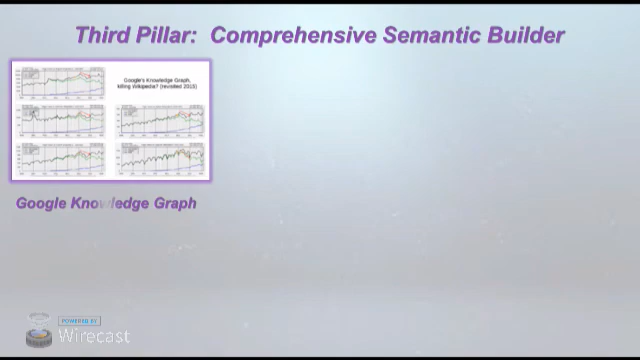 Third Pillar: Comprehensive Semantic Builder
Google's Knowledge Graph,
killing Wikipedia? (revisited 2015)
Google Knowledge Graph
POWERED BY
Wirecast